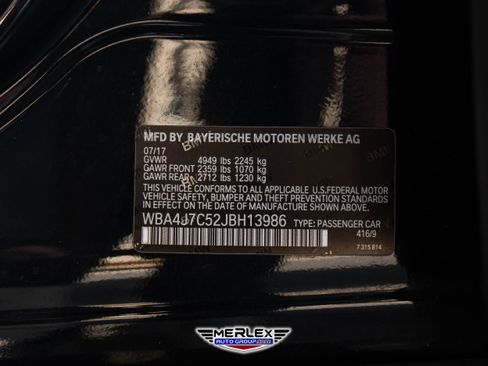 MFD BY BAYERISCHE MOTOREN WERKE AG
07/17
GVWR 4949 lbs 2245 kg
GAWR FRONT 2359 lbs 1070 kg
GAWR REAR 2712 lbs 1230 kg
THIS VEHICLE CONFORMS TO ALL APPLICABLE U.S.FEDERAL MOTOR
VEHICLE SAFETY, BUMPER, AND THEFT PREVENTION STANDARDS
IN EFFECT ON THE DATE OF MANUFACTURE SHOWN ABOVE.
WBA4J7C52JBH13986 TYPE: PASSENGER CAR
416/9
7315814
MERLEX
AUTO GROUP.COM